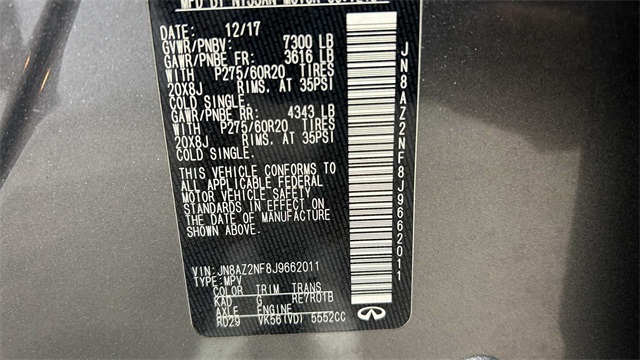 MFD BY NISSAN MOTOR CO., LTD.
DATE: 12/17
GVWR/PNBV: 7300 LB
GAWR/PNBE FR: 3616 LB
WITH P275/60R20 TIRES
20X8J RIMS. AT 35PSI
COLD SINGLE.
GAWR/PNBE RR: 4343 LB
WITH P275/60R20 TIRES
20X8J RIMS. AT 35PSI
COLD SINGLE.
THIS VEHICLE CONFORMS TO
ALL APPLICABLE FEDERAL
MOTOR VEHICLE SAFETY
STANDARDS IN EFFECT ON
THE DATE OF MANUFACTURE
SHOWN ABOVE.
VIN:JN8AZ2NF8J9662011
TYPE:MPV
COLOR TRIM TRANS
KAD G RE7R01B
AXLE ENGINE
RD29 VK56(VD) 5552CC
JN8AZ2NF8J9662011
INFINITI